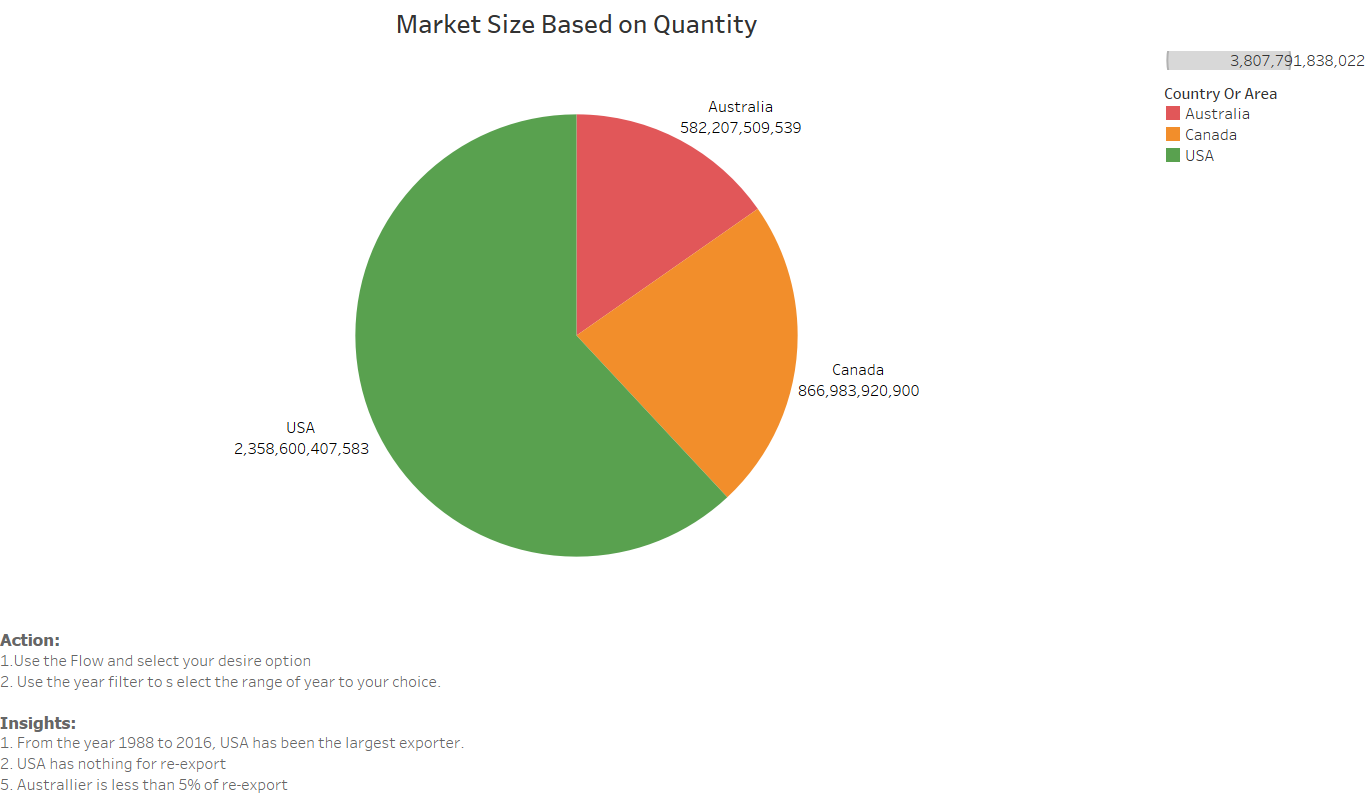 Market Size Based on Quantity
3,807,791,838,022
Country Or Area
Australia
Canada
USA
Australia
582,207,509,539
Canada
866,983,920,900
USA
2,358,600,407,583
Action:
1.Use the Flow and select your desire option
2. Use the year filter to s elect the range of year to your choice.
Insights:
1. From the year 1988 to 2016, USA has been the largest exporter.
2. USA has nothing for re-export
5. Australlier is less than 5% of re-export